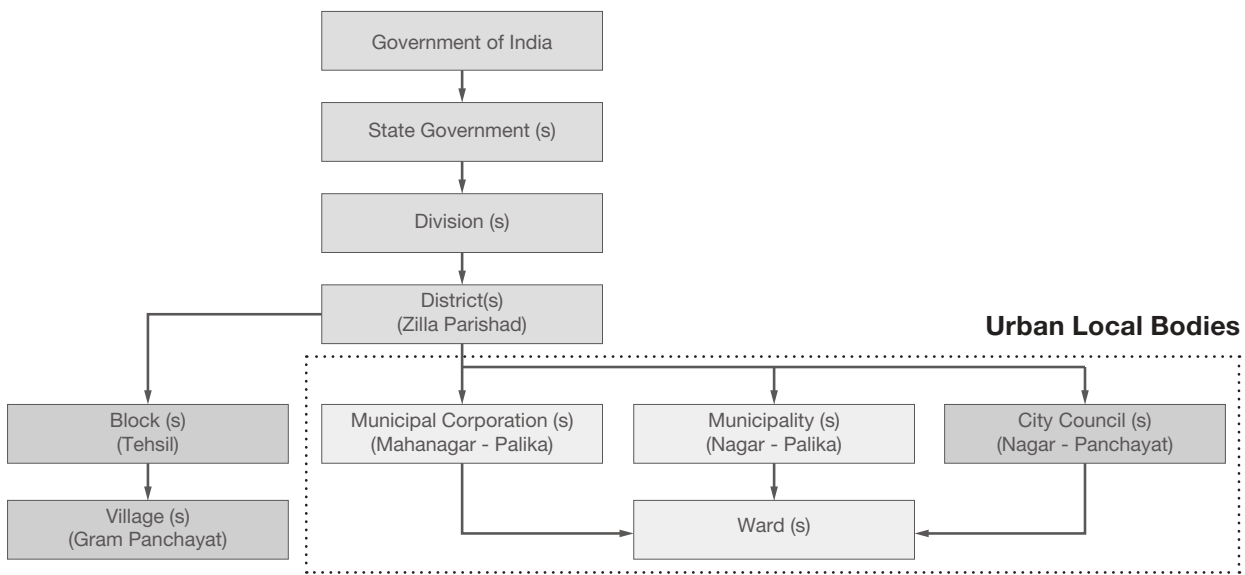 Government of India
State Government (s)
Division (s)
District(s)
(Zilla Parishad)
Urban Local Bodies
Block (s)
(Tehsil)
Municipal Corporation (s)
(Mahanagar - Palika)
Municipality (s)
(Nagar - Palika)
City Council (s)
(Nagar - Panchayat)
Village (s)
(Gram Panchayat)
Ward (s)